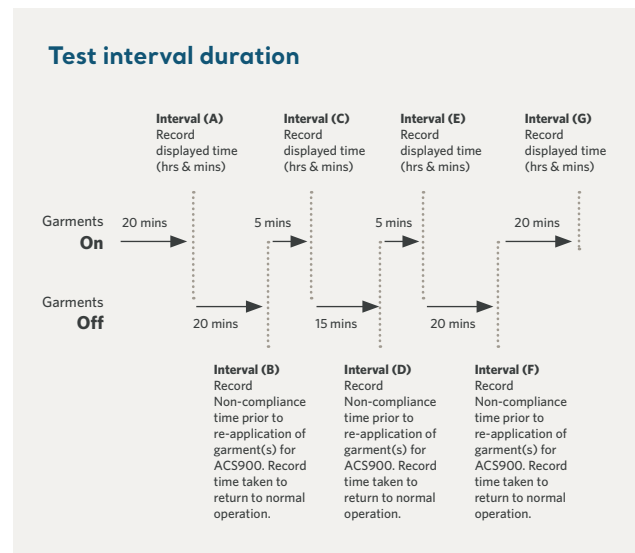 Test interval duration
Interval (A)
Record
displayed time
(hrs & mins)
Interval (C)
Record
displayed time
(hrs & mins)
Interval (E)
Record
displayed time
(hrs & mins)
Interval (G)
Record
displayed time
(hrs & mins)
Garments
On
20 mins
5 mins
5 mins
20 mins
Garments
Off
20 mins
15 mins
20 mins
Interval (B)
Record
Non-compliance
time prior to
re-application of
garment(s) for
ACS900. Record
time taken to
return to normal
operation.
Interval (D)
Record
Non-compliance
time prior to
re-application of
garment(s) for
ACS900. Record
time taken to
return to normal
operation.
Interval (F)
Record
Non-compliance
time prior to
re-application of
garment(s) for
ACS900. Record
time taken to
return to normal
operation.